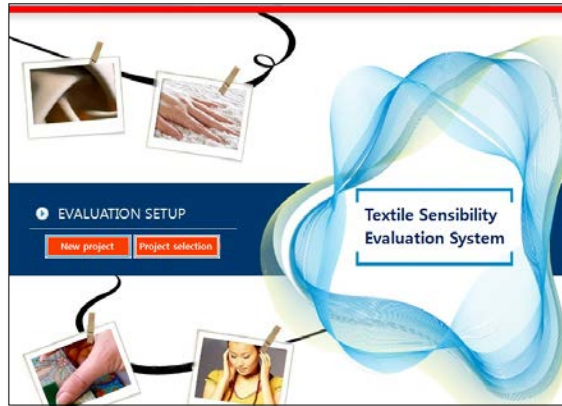 EVALUATION SETUP
New project
Project selection
Textile Sensibility
Evaluation System